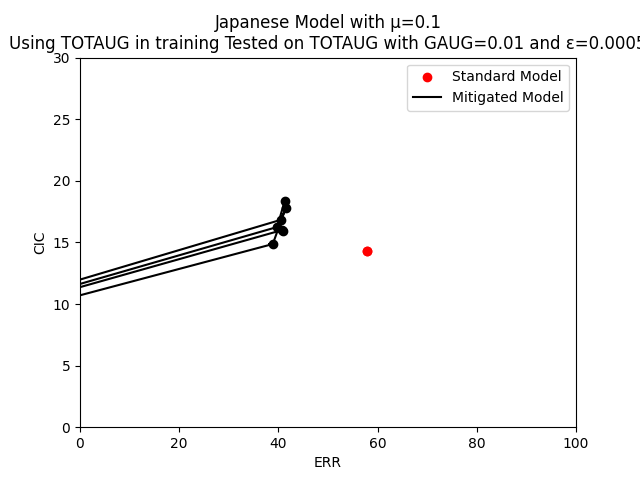 Japanese Model with μ=0.1
Using TOTAUG in training Tested on TOTAUG with GAUG=0.01 and ε=0.0005
30
25
20
15
10
5
0
CIC
0 20 40 60 80 100
ERR
Standard Model
Mitigated Model